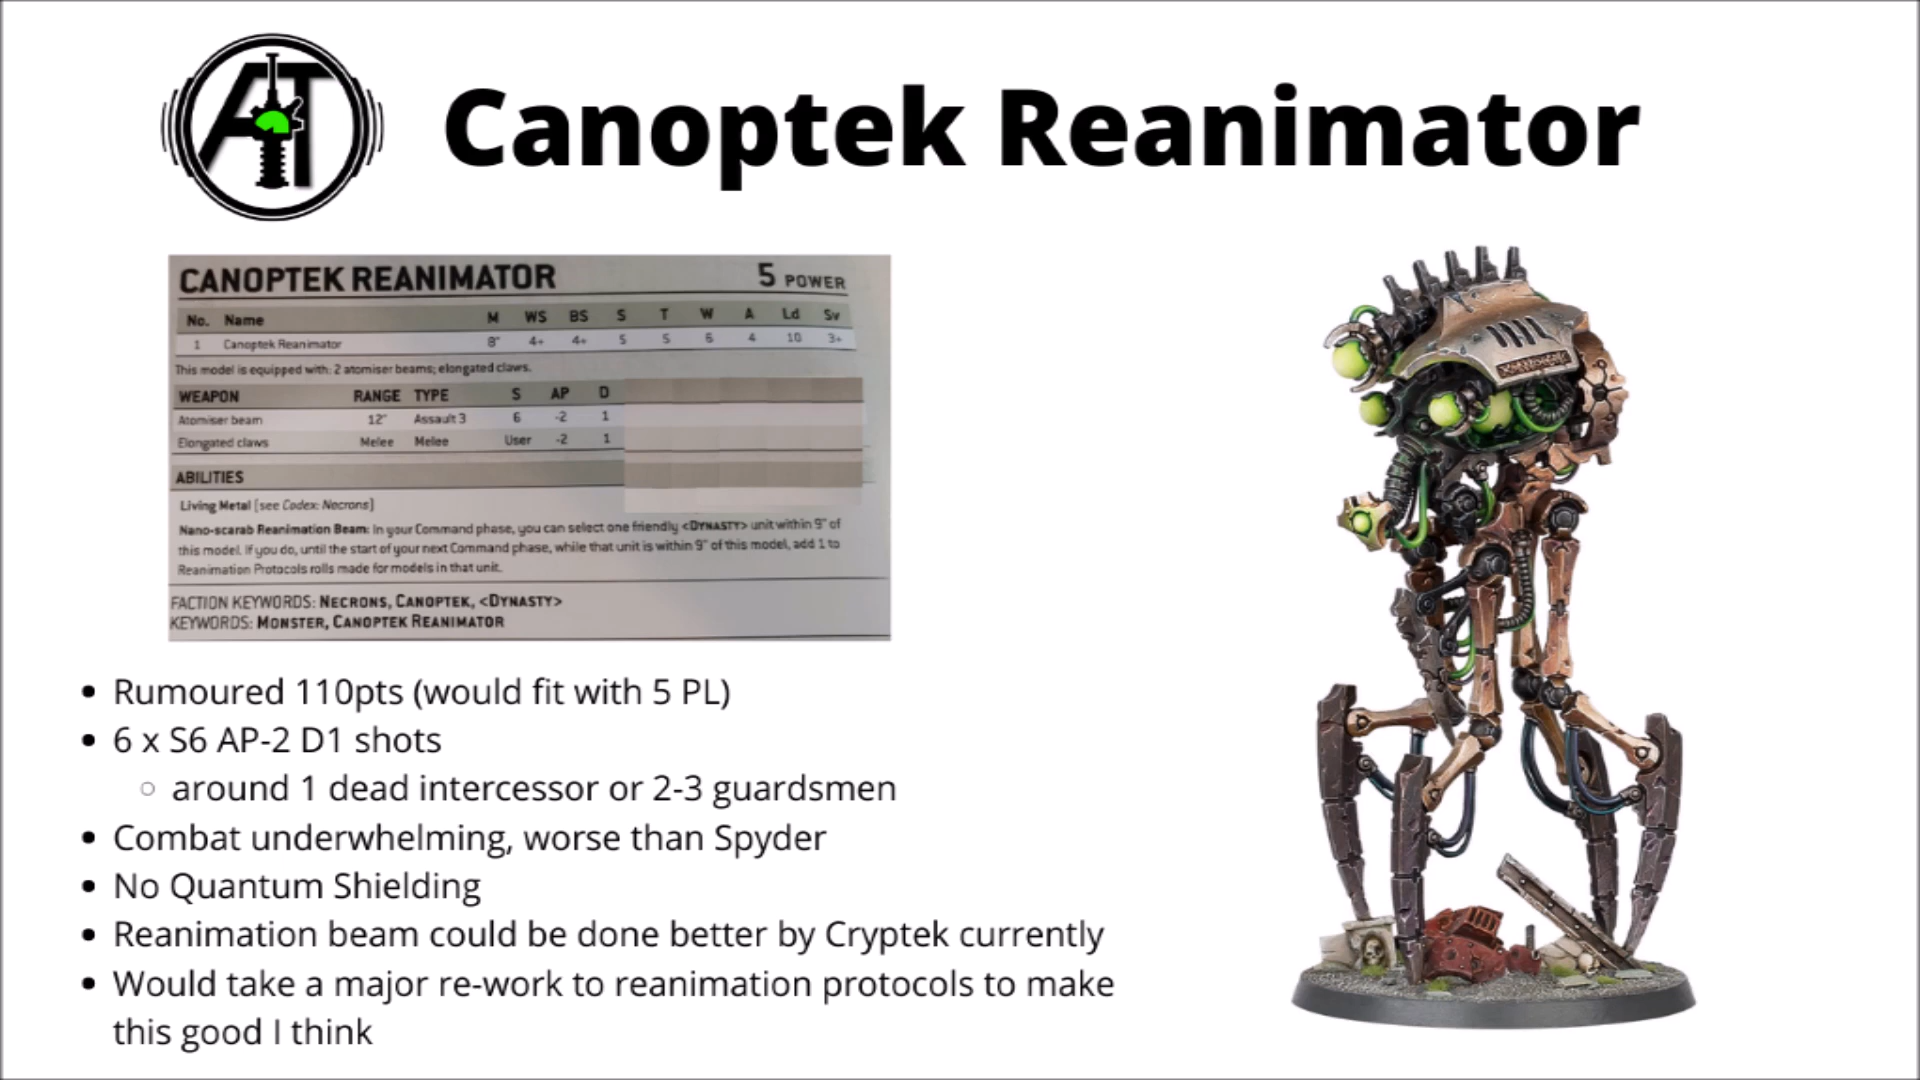 AT
Canoptek Reanimator
CANOPTEK REANIMATOR 5 POWER
No. Name M WS BS S T W A Ld Sv
1 Canoptek Reanimator 8" 4+ 4+ 5 5 6 4 10 3+
This model is equipped with: 2 atomiser beams; elongated claws.
WEAPON RANGE TYPE S AP D
Atomiser beam 12" Assault 3 6 -2 1
Elongated claws Melee Melee User -2 1
ABILITIES
Living Metal (see Codex: Necrons)
Nano-scarab Reanimation Beam: In your Command phase, you can select one friendly <DYNASTY> unit within 9" of
this model. If you do, until the start of your next Command phase, while that unit is within 9" of this model, add 1 to
Reanimation Protocols rolls made for models in that unit.
FACTION KEYWORDS: NECRONS, CANOPTEK, <DYNASTY>
KEYWORDS: MONSTER, CANOPTEK REANIMATOR
• Rumoured 110pts (would fit with 5 PL)
• 6 x S6 AP-2 D1 shots
○ around 1 dead intercessor or 2-3 guardsmen
• Combat underwhelming, worse than Spyder
• No Quantum Shielding
• Reanimation beam could be done better by Cryptek currently
• Would take a major re-work to reanimation protocols to make
this good I think